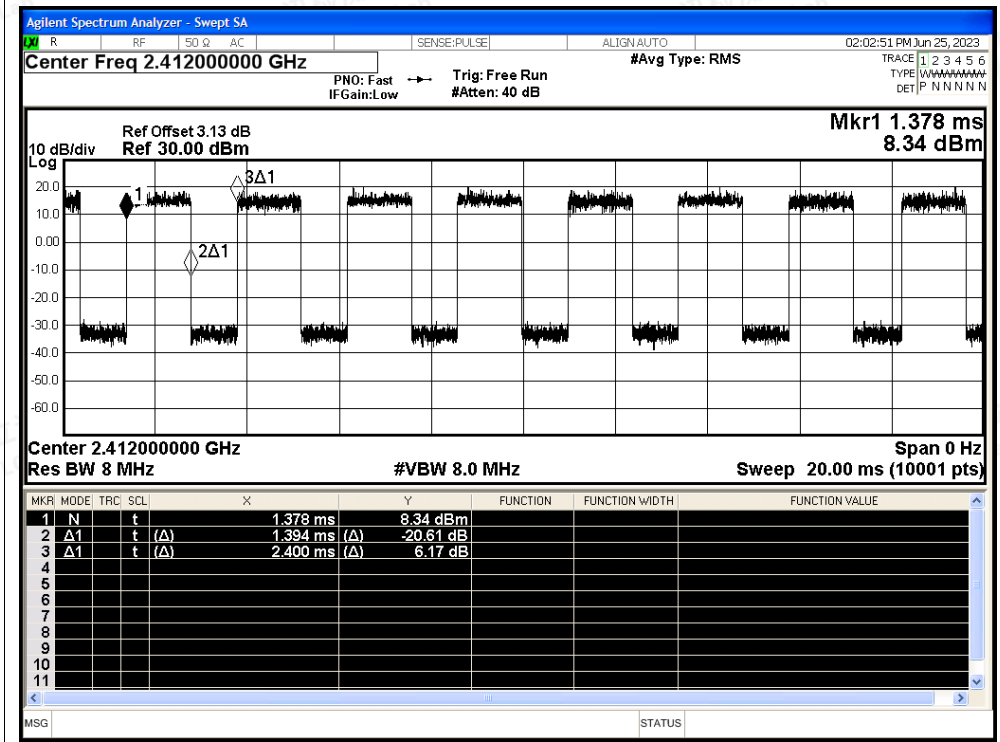 Agilent Spectrum Analyzer - Swept SA
LXI R RF 50 Ω AC SENSE:PULSE ALIGN AUTO 02:02:51 PM Jun 25, 2023
Center Freq 2.412000000 GHz #Avg Type: RMS TRACE 1 2 3 4 5 6
PNO: Fast Trig: Free Run TYPE WWWWWW
IFGain:Low #Atten: 40 dB DET P N N N N N
Mkr1 1.378 ms
Ref Offset 3.13 dB
10 dB/div Ref 30.00 dBm 8.34 dBm
Log
3Δ1
20.0
1
10.0
0.00
2Δ1
-10.0
-20.0
-30.0
-40.0
-50.0
-60.0
Center 2.412000000 GHz Span 0 Hz
Res BW 8 MHz #VBW 8.0 MHz Sweep 20.00 ms (10001 pts)
MKR MODE TRC SCL X Y FUNCTION FUNCTION WIDTH FUNCTION VALUE
1 N t 1.378 ms 8.34 dBm
2 Δ1 t (Δ) 1.394 ms (Δ) -20.61 dB
3 Δ1 t (Δ) 2.400 ms (Δ) 6.17 dB
4
5
6
7
8
9
10
11
MSG STATUS